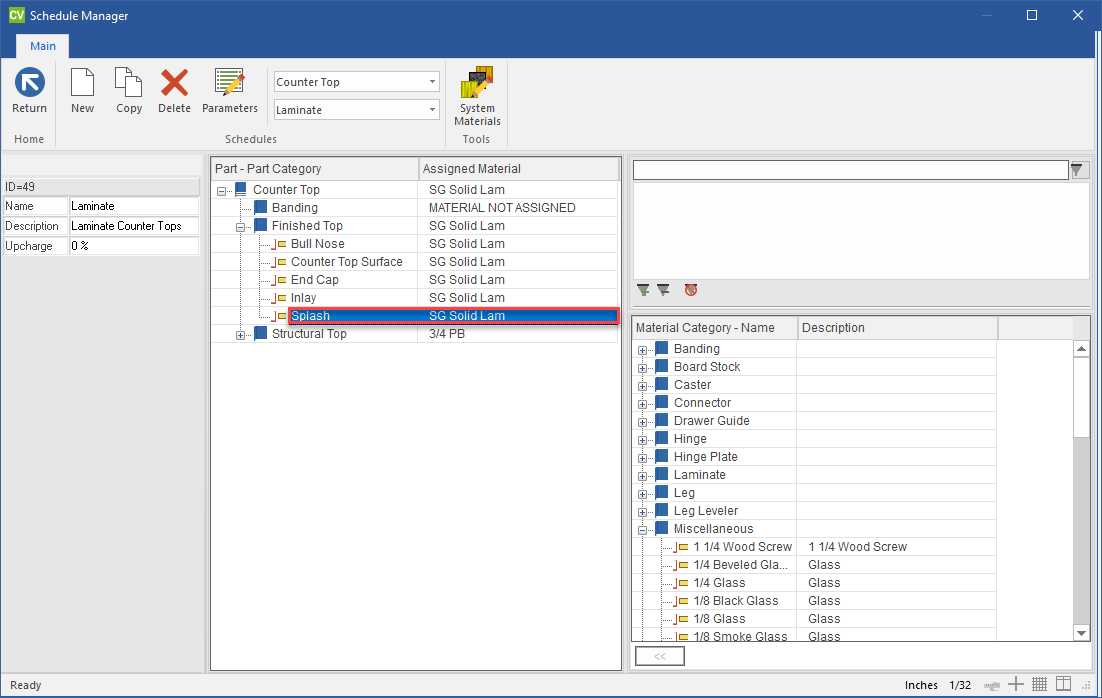 CV Schedule Manager
Main
Return
New
Copy
Delete
Parameters
Counter Top
Laminate
System
Materials
Home
Schedules
Tools
ID=49
Name Laminate
Description Laminate Counter Tops
Upcharge 0 %
Part - Part Category Assigned Material
Counter Top SG Solid Lam
Banding MATERIAL NOT ASSIGNED
Finished Top SG Solid Lam
Bull Nose SG Solid Lam
Counter Top Surface SG Solid Lam
End Cap SG Solid Lam
Inlay SG Solid Lam
Splash SG Solid Lam
Structural Top 3/4 PB
Material Category - Name Description
Banding
Board Stock
Caster
Connector
Drawer Guide
Hinge
Hinge Plate
Laminate
Leg
Leg Leveler
Miscellaneous
1 1/4 Wood Screw 1 1/4 Wood Screw
1/4 Beveled Gla... Glass
1/4 Glass Glass
1/8 Black Glass Glass
1/8 Glass Glass
1/8 Smoke Glass Glass
<<
Ready
Inches 1/32